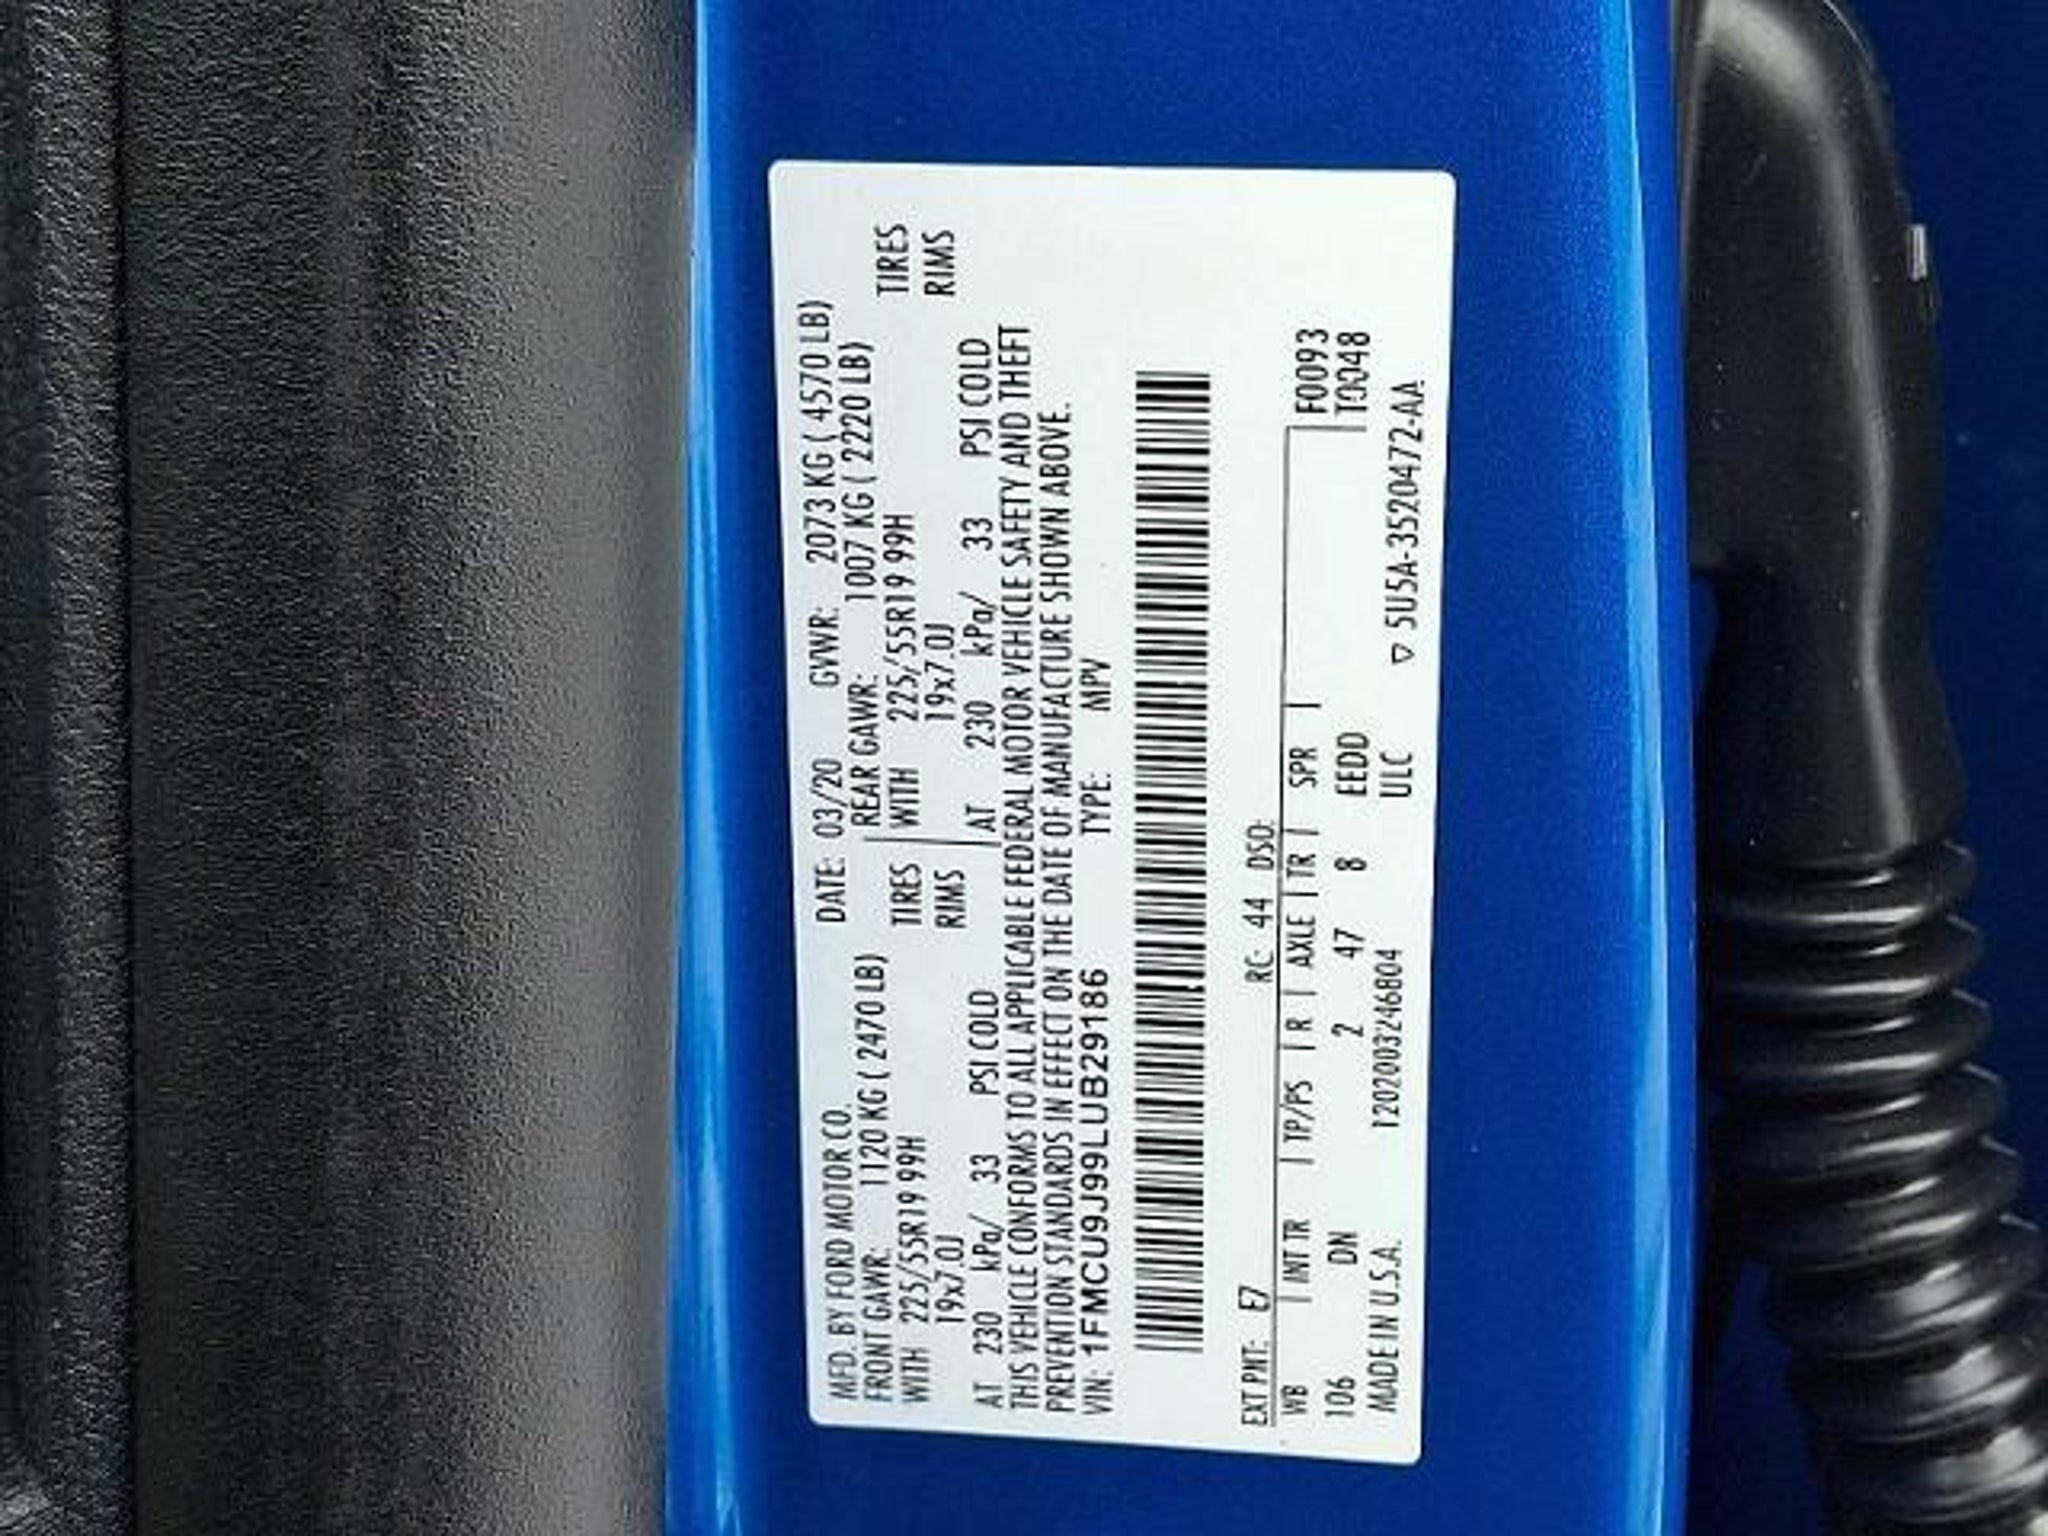 MFD. BY FORD MOTOR CO. DATE: 03/20 GVWR: 2073 KG ( 4570 LB)
FRONT GAWR: 1120 KG ( 2470 LB) REAR GAWR: 1007 KG ( 2220 LB)
WITH 225/55R19 99H TIRES WITH 225/55R19 99H TIRES
19x7.0J RIMS 19x7.0J RIMS
AT 230 kPa/ 33 PSI COLD AT 230 kPa/ 33 PSI COLD
THIS VEHICLE CONFORMS TO ALL APPLICABLE FEDERAL MOTOR VEHICLE SAFETY AND THEFT
PREVENTION STANDARDS IN EFFECT ON THE DATE OF MANUFACTURE SHOWN ABOVE.
VIN: 1FMCU9J99LUB29186 TYPE: MPV
EXT PNT: E7 RC: 44 DSO:
WB INT TR TP/PS R AXLE TR SPR F0093
106 DN 2 47 8 EEDD T0048
MADE IN U.S.A. 1202003246804 ULC ▽ 5U5A-3520472-AA